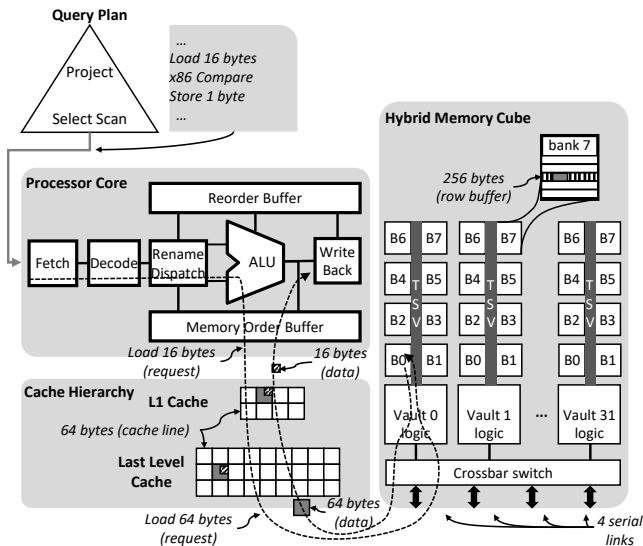 Query Plan
Project
Select Scan
...
Load 16 bytes
x86 Compare
Store 1 byte
...
Processor Core
Reorder Buffer
Fetch
Decode
Rename
Dispatch
ALU
Write
Back
Memory Order Buffer
Load 16 bytes
(request)
16 bytes
(data)
Cache Hierarchy
L1 Cache
64 bytes (cache line)
Last Level
Cache
Load 64 bytes
(request)
64 bytes
(data)
Hybrid Memory Cube
bank 7
256 bytes
(row buffer)
B6 B7 B6 B7 B6 B7
B4 B5 B4 B5 B4 B5
B2 B3 B2 B3 B2 B3
B0 B1 B0 B1 B0 B1
TSV
TSV
TSV
Vault 0
logic
Vault 1
logic
...
Vault 31
logic
Crossbar switch
4 serial
links